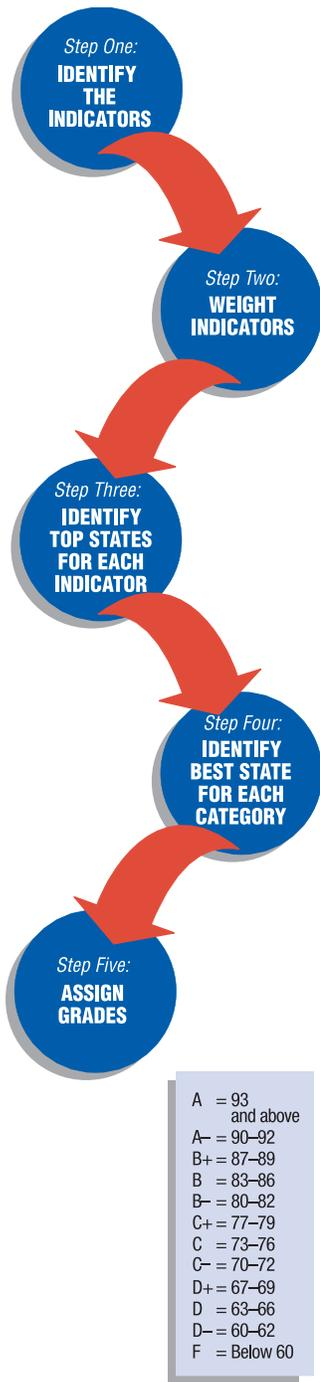 Step One:
IDENTIFY
THE
INDICATORS
Step Two:
WEIGHT
INDICATORS
Step Three:
IDENTIFY
TOP STATES
FOR EACH
INDICATOR
Step Four:
IDENTIFY
BEST STATE
FOR EACH
CATEGORY
Step Five:
ASSIGN
GRADES
A = 93
and above
A– = 90–92
B+ = 87–89
B = 83–86
B– = 80–82
C+ = 77–79
C = 73–76
C– = 70–72
D+ = 67–69
D = 63–66
D– = 60–62
F = Below 60